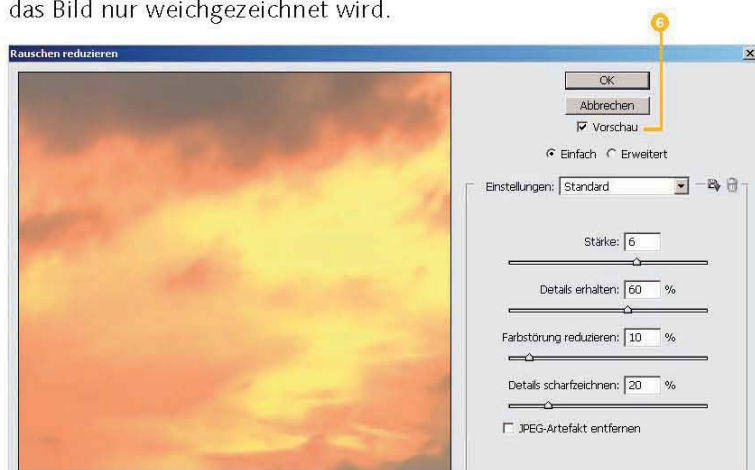 das Bild nur weichgezeichnet wird.
6
Rauschen reduzieren
OK
Abbrechen
Vorschau
Einfach Erweitert
Einstellungen: Standard
Stärke: 6
Details erhalten: 60 %
Farbstörung reduzieren: 10 %
Details scharfzeichnen: 20 %
JPEG-Artefakt entfernen